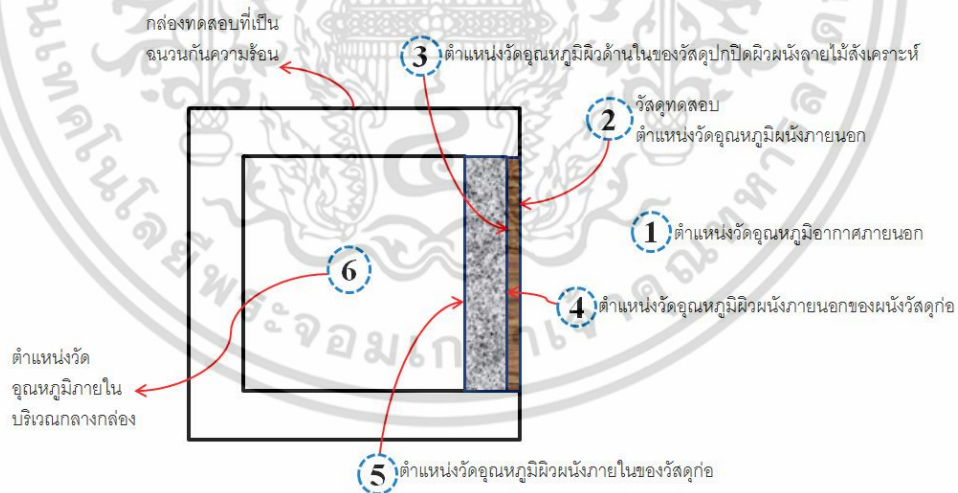 กล่องทดสอบที่เป็น
ฉนวนกันความร้อน
3 ตำแหน่งวัดอุณหภูมิผิวด้านในของวัสดุปกปิดผิวผนังลายไม้สังเคราะห์
2 วัสดุทดสอบ
ตำแหน่งวัดอุณหภูมิผนังภายนอก
1 ตำแหน่งวัดอุณหภูมิอากาศภายนอก
6
4 ตำแหน่งวัดอุณหภูมิผิวผนังภายนอกของผนังวัสดุก่อ
ตำแหน่งวัด
อุณหภูมิภายใน
บริเวณกลางกล่อง
5 ตำแหน่งวัดอุณหภูมิผิวผนังภายในของวัสดุก่อ